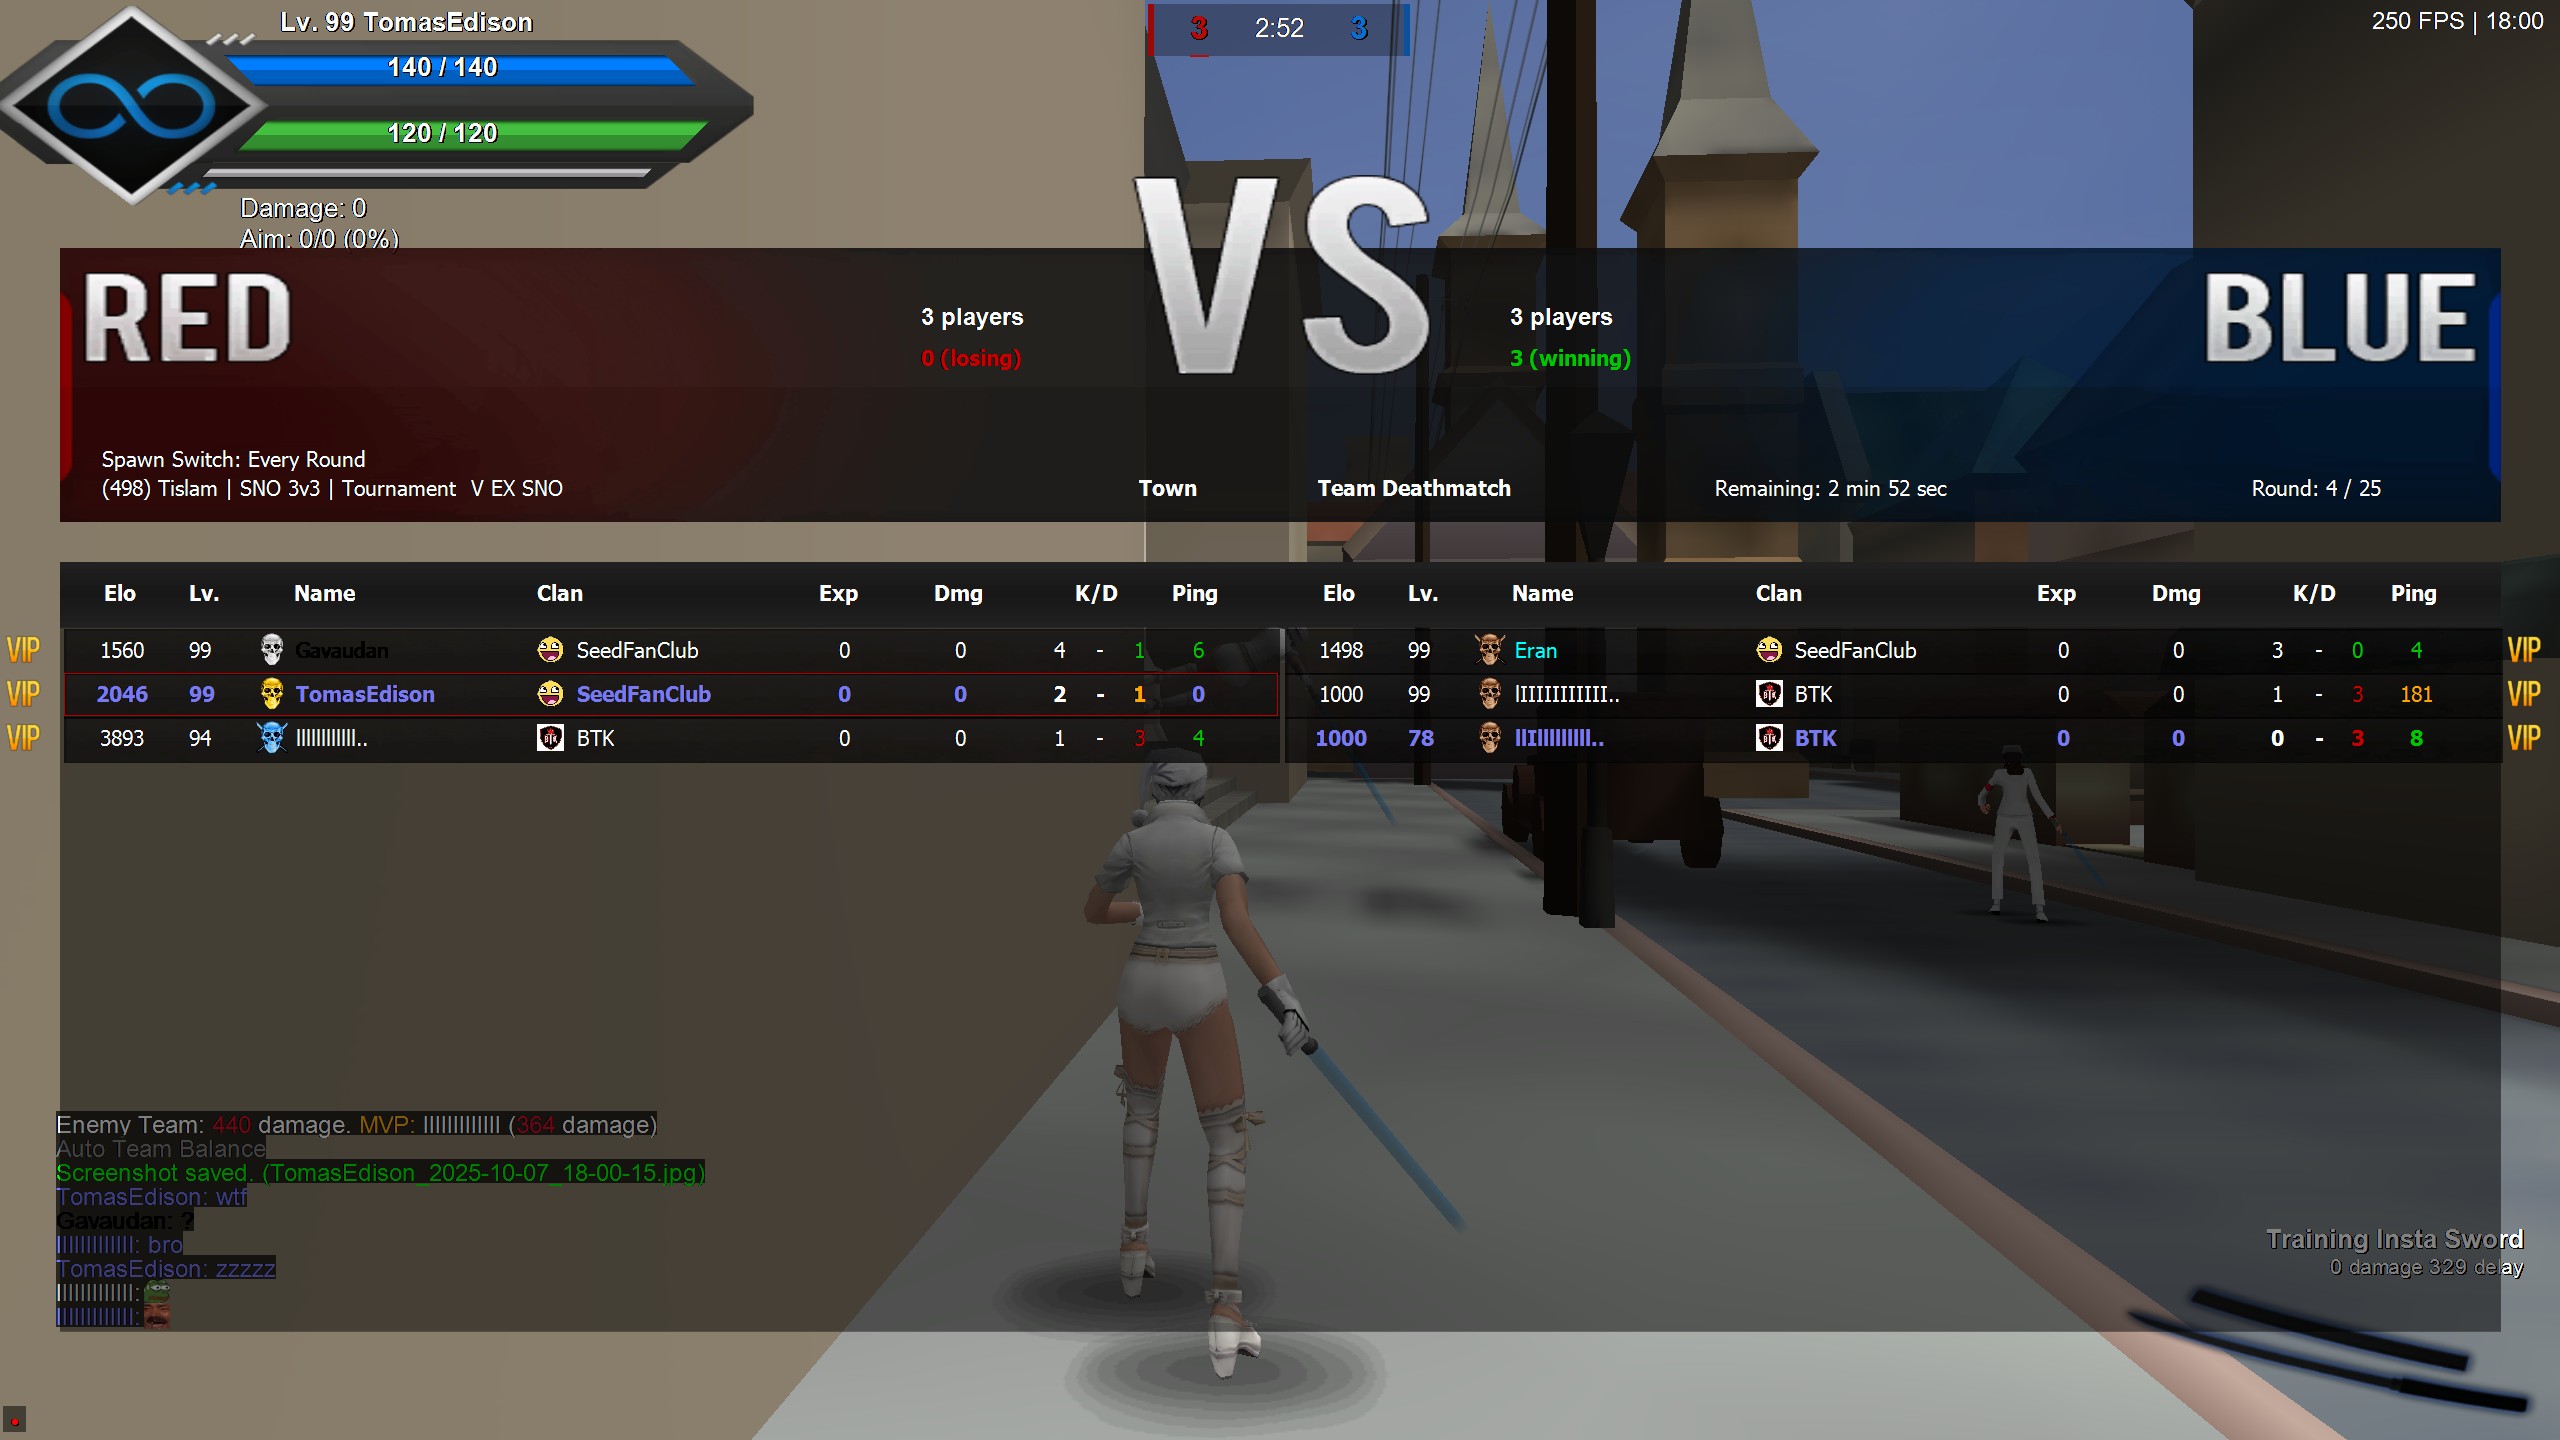 Lv. 99 TomasEdison
3 2:52 3
250 FPS | 18:00
140 / 140
120 / 120
Damage: 0
Aim: 0/0 (0%)
RED VS BLUE
3 players 3 players
0 (losing) 3 (winning)
Spawn Switch: Every Round
(498) Tislam | SNO 3v3 | Tournament V EX SNO Town Team Deathmatch Remaining: 2 min 52 sec Round: 4 / 25
Elo Lv. Name Clan Exp Dmg K/D Ping Elo Lv. Name Clan Exp Dmg K/D Ping
VIP 1560 99 Gavaudan SeedFanClub 0 0 4 - 1 6 1498 99 Eran SeedFanClub 0 0 3 - 0 4 VIP
VIP 2046 99 TomasEdison SeedFanClub 0 0 2 - 1 0 1000 99 lIIIIIIIIIII.. BTK 0 0 1 - 3 181 VIP
VIP 3893 94 llllllllllll.. BTK 0 0 1 - 3 4 1000 78 llIlllllllll.. BTK 0 0 0 - 3 8 VIP
Enemy Team: 440 damage. MVP: lllllllllllll (364 damage)
Auto Team Balance
Screenshot saved. (TomasEdison_2025-10-07_18-00-15.jpg)
TomasEdison: wtf
Gavaudan: ?
lllllllllllll: bro
TomasEdison: zzzzz
lllllllllllll:
lllllllllllll:
Training Insta Sword
0 damage 329 delay